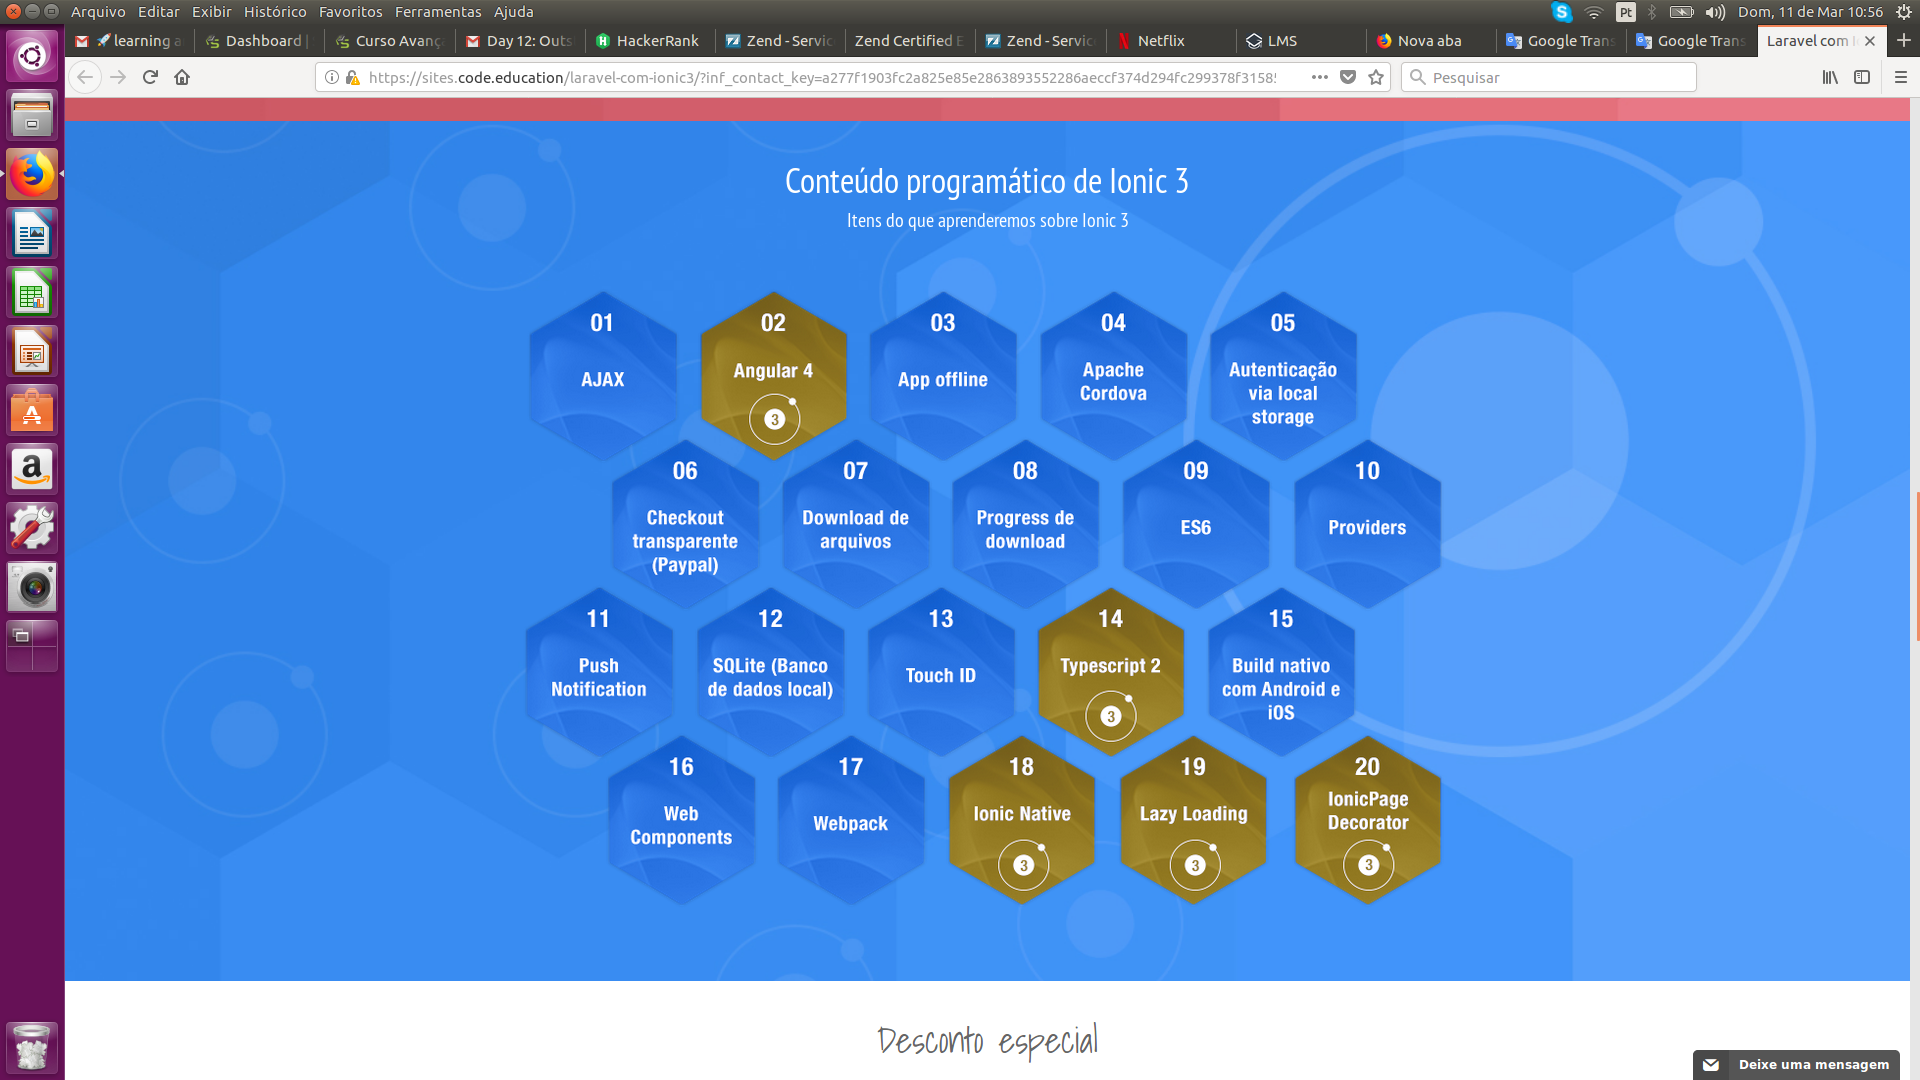 Arquivo Editar Exibir Histórico Favoritos Ferramentas Ajuda
Pt Dom, 11 de Mar 10:56
learning a Dashboard | Curso Avanç Day 12: Outs HackerRank Zend - Servic Zend Certified E Zend - Servic Netflix LMS Nova aba Google Trans Google Trans Laravel com I
https://sites.code.education/laravel-com-ionic3/?inf_contact_key=a277f1903fc2a825e85e2863893552286aeccf374d294fc299378f31585
Pesquisar
Conteúdo programático de Ionic 3
Itens do que aprenderemos sobre Ionic 3
01
AJAX
02
Angular 4
3
03
App offline
04
Apache
Cordova
05
Autenticação
via local
storage
06
Checkout
transparente
(Paypal)
07
Download de
arquivos
08
Progress de
download
09
ES6
10
Providers
11
Push
Notification
12
SQLite (Banco
de dados local)
13
Touch ID
14
Typescript 2
3
15
Build nativo
com Android e
iOS
16
Web
Components
17
Webpack
18
Ionic Native
3
19
Lazy Loading
3
20
IonicPage
Decorator
3
Desconto especial
Deixe uma mensagem